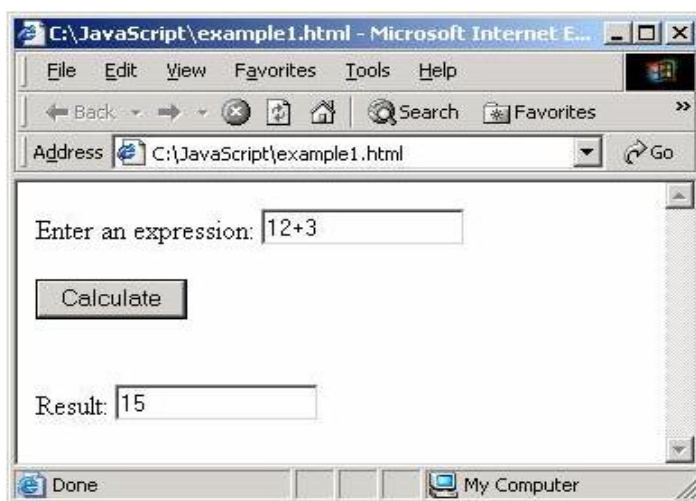 C:\JavaScript\example1.html - Microsoft Internet E...
File Edit View Favorites Tools Help
Back Search Favorites »
Address C:\JavaScript\example1.html Go
Enter an expression: 12+3
Calculate
Result: 15
Done My Computer